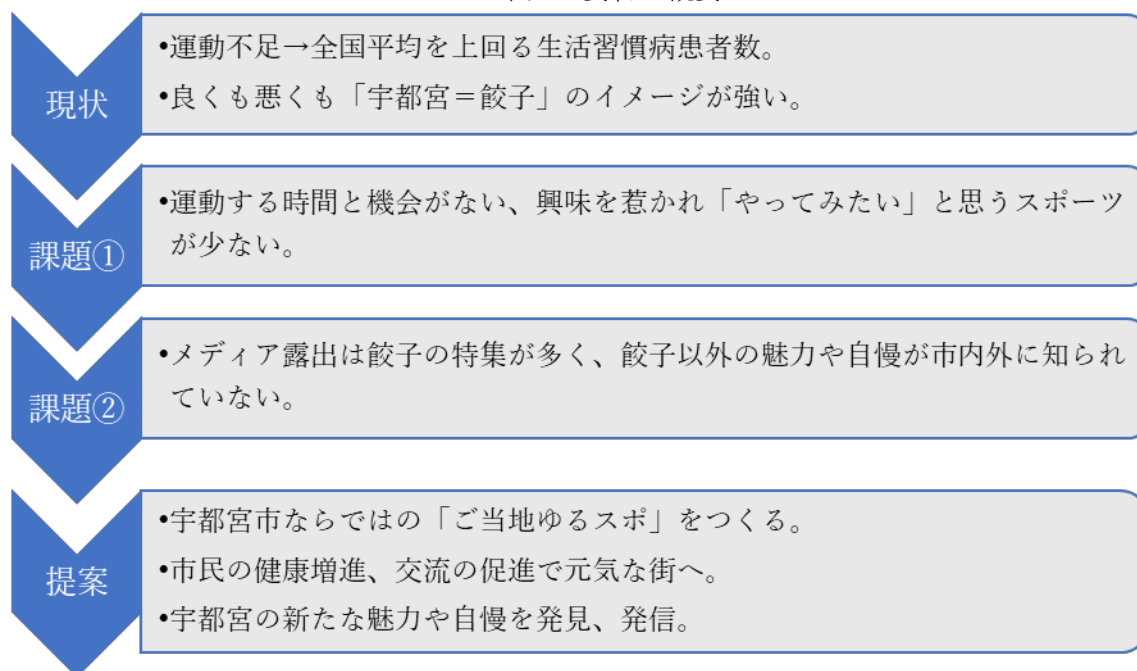 現状
•運動不足→全国平均を上回る生活習慣病患者数。
•良くも悪くも「宇都宮＝餃子」のイメージが強い。
課題①
•運動する時間と機会がない、興味を惹かれ「やってみたい」と思うスポーツ
が少ない。
課題②
•メディア露出は餃子の特集が多く、餃子以外の魅力や自慢が市内外に知られ
ていない。
提案
•宇都宮市ならではの「ご当地ゆるスポ」をつくる。
•市民の健康増進、交流の促進で元気な街へ。
•宇都宮の新たな魅力や自慢を発見、発信。